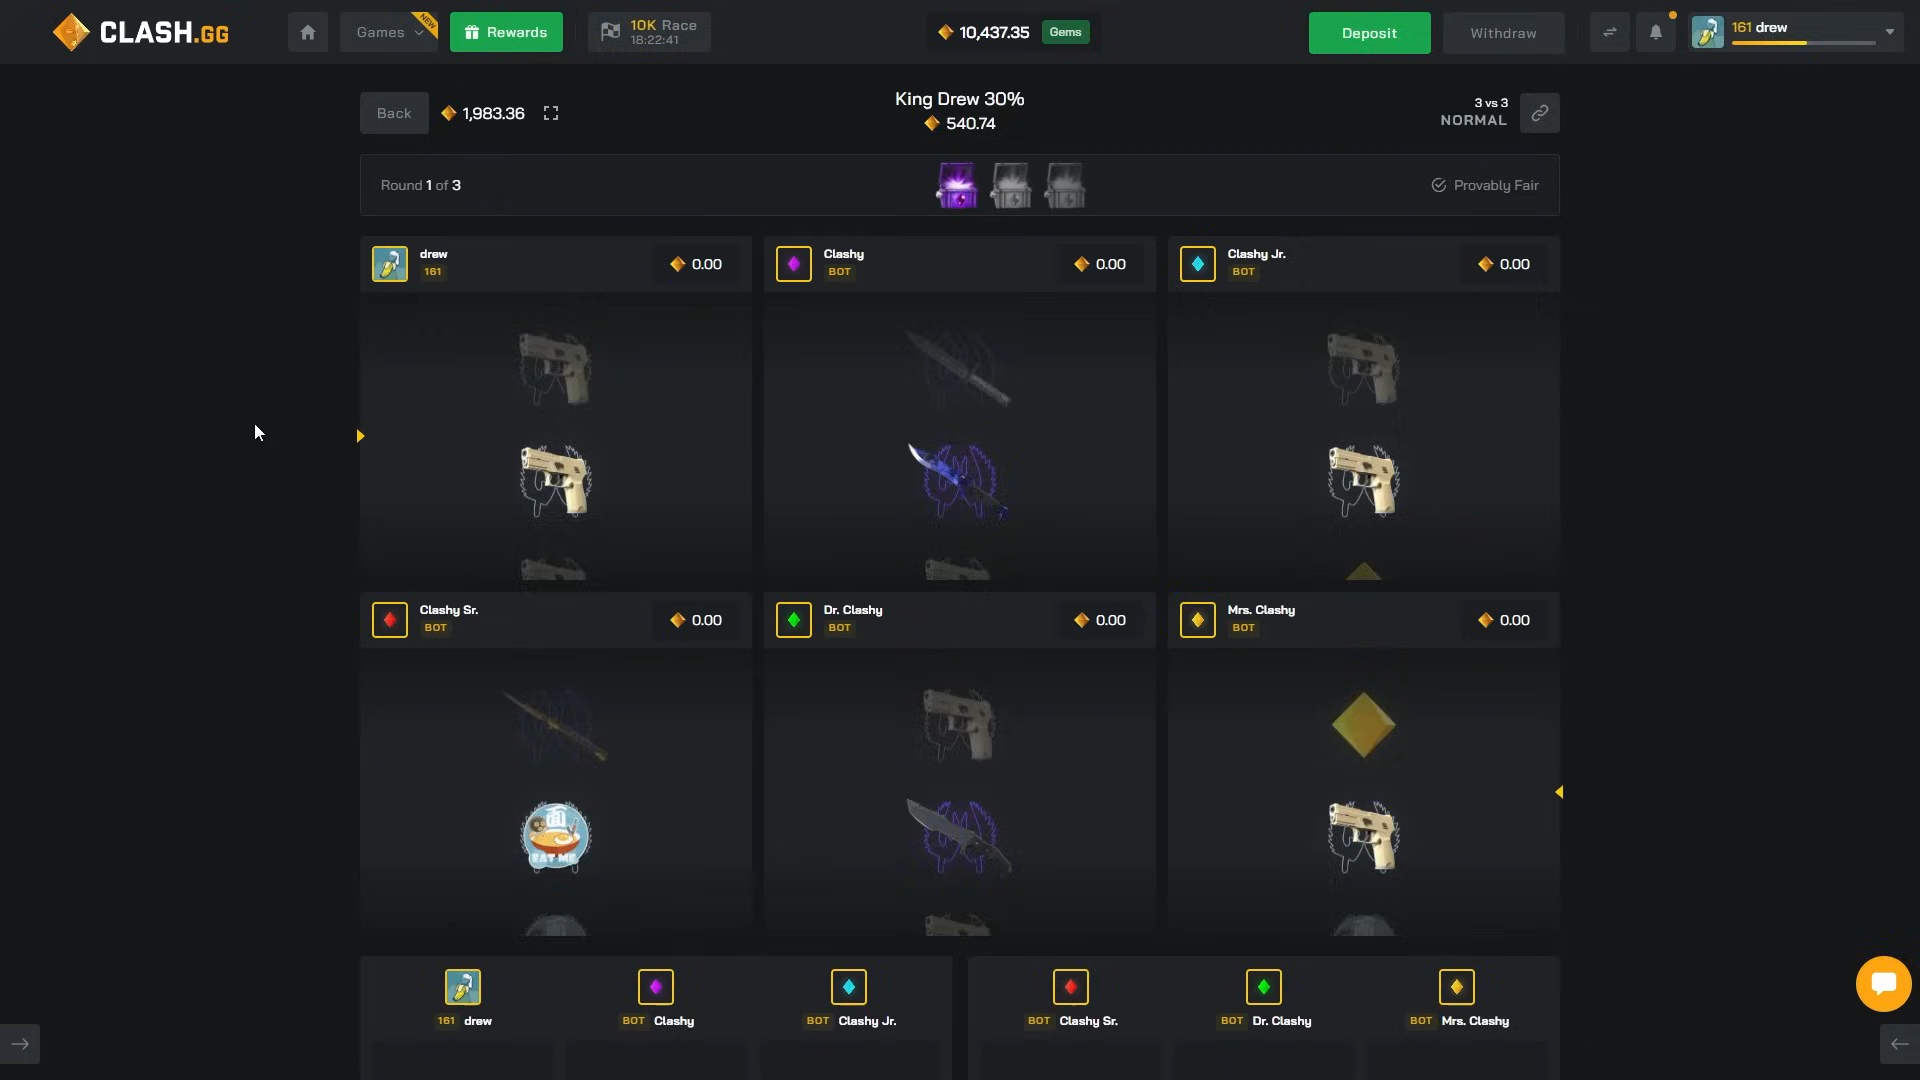 CLASH.GG
Games
NEW
Rewards
10K Race
18:22:41
10,437.35
Gems
Deposit
Withdraw
161 drew
Back
1,983.36
King Drew 30%
540.74
3 vs 3
NORMAL
Round 1 of 3
Provably Fair
drew
161
0.00
Clashy
BOT
0.00
Clashy Jr.
BOT
0.00
Clashy Sr.
BOT
0.00
Dr. Clashy
BOT
0.00
Mrs. Clashy
BOT
0.00
EAT ME
161 drew
BOT Clashy
BOT Clashy Jr.
BOT Clashy Sr.
BOT Dr. Clashy
BOT Mrs. Clashy